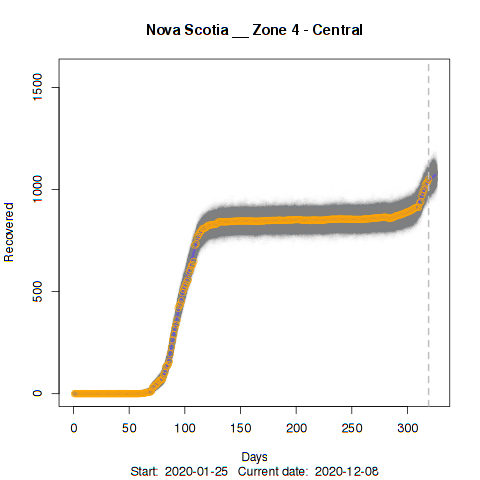 Nova Scotia __ Zone 4 - Central
1500
1000
500
0
Recovered
0 50 100 150 200 250 300
Days
Start: 2020-01-25 Current date: 2020-12-08